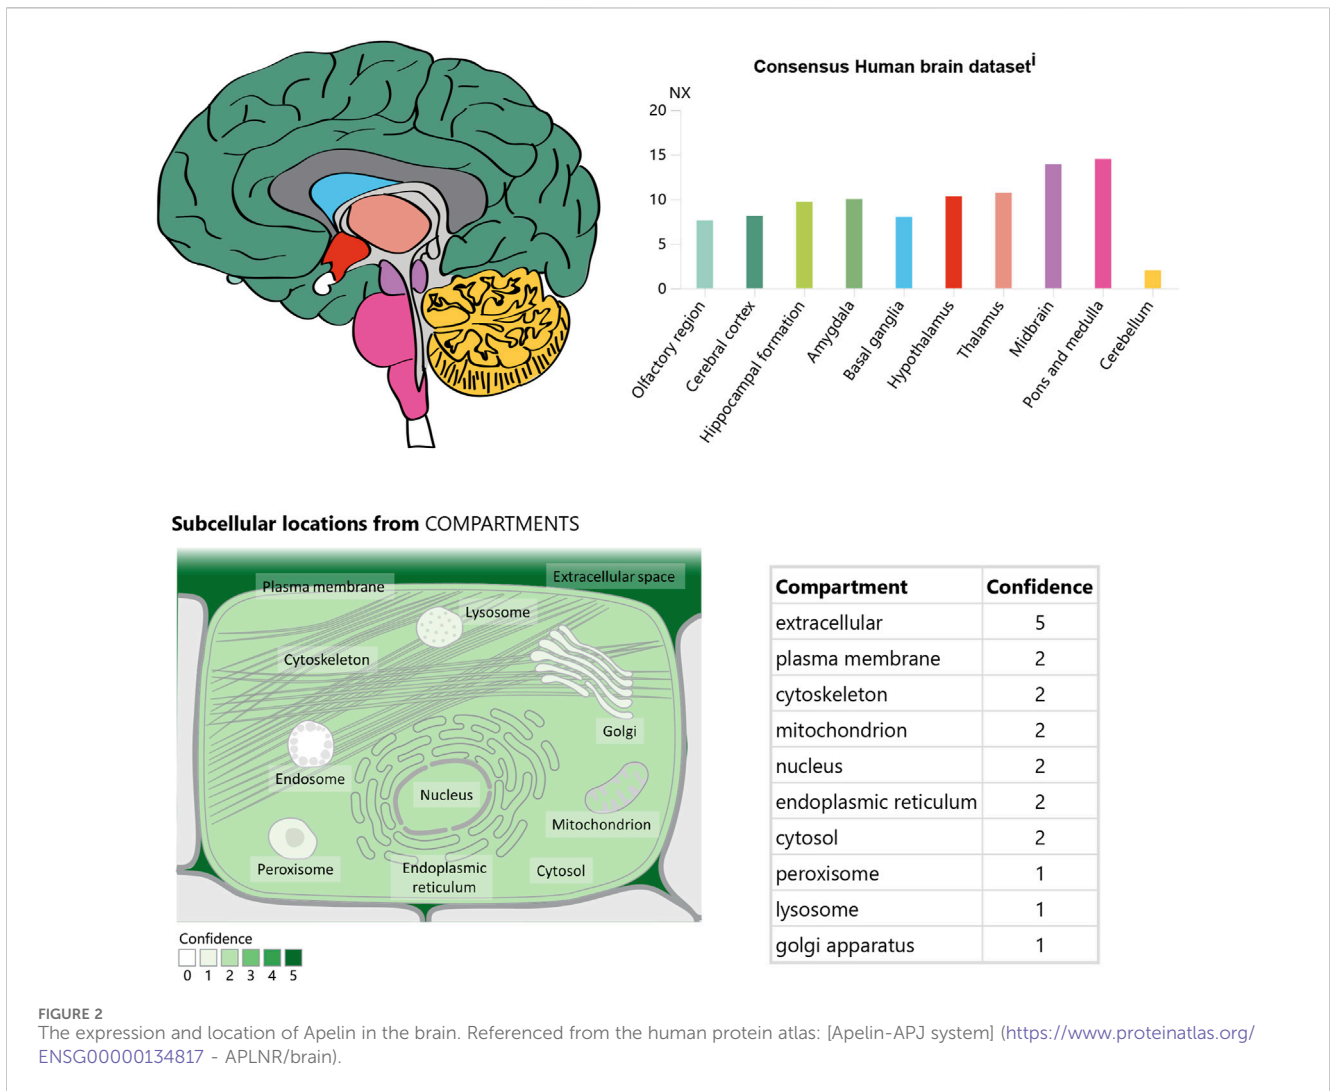 Consensus Human brain datasetⁱ
NX
20
15
10
5
0
Olfactory region
Cerebral cortex
Hippocampal formation
Amygdala
Basal ganglia
Hypothalamus
Thalamus
Midbrain
Pons and medulla
Cerebellum
Subcellular locations from COMPARTMENTS
Plasma membrane
Extracellular space
Lysosome
Cytoskeleton
Golgi
Endosome
Nucleus
Mitochondrion
Peroxisome
Endoplasmic
reticulum
Cytosol
Confidence
0 1 2 3 4 5
Compartment Confidence
extracellular 5
plasma membrane 2
cytoskeleton 2
mitochondrion 2
nucleus 2
endoplasmic reticulum 2
cytosol 2
peroxisome 1
lysosome 1
golgi apparatus 1
FIGURE 2
The expression and location of Apelin in the brain. Referenced from the human protein atlas: [Apelin-APJ system] (https://www.proteinatlas.org/
ENSG00000134817 - APLNR/brain).